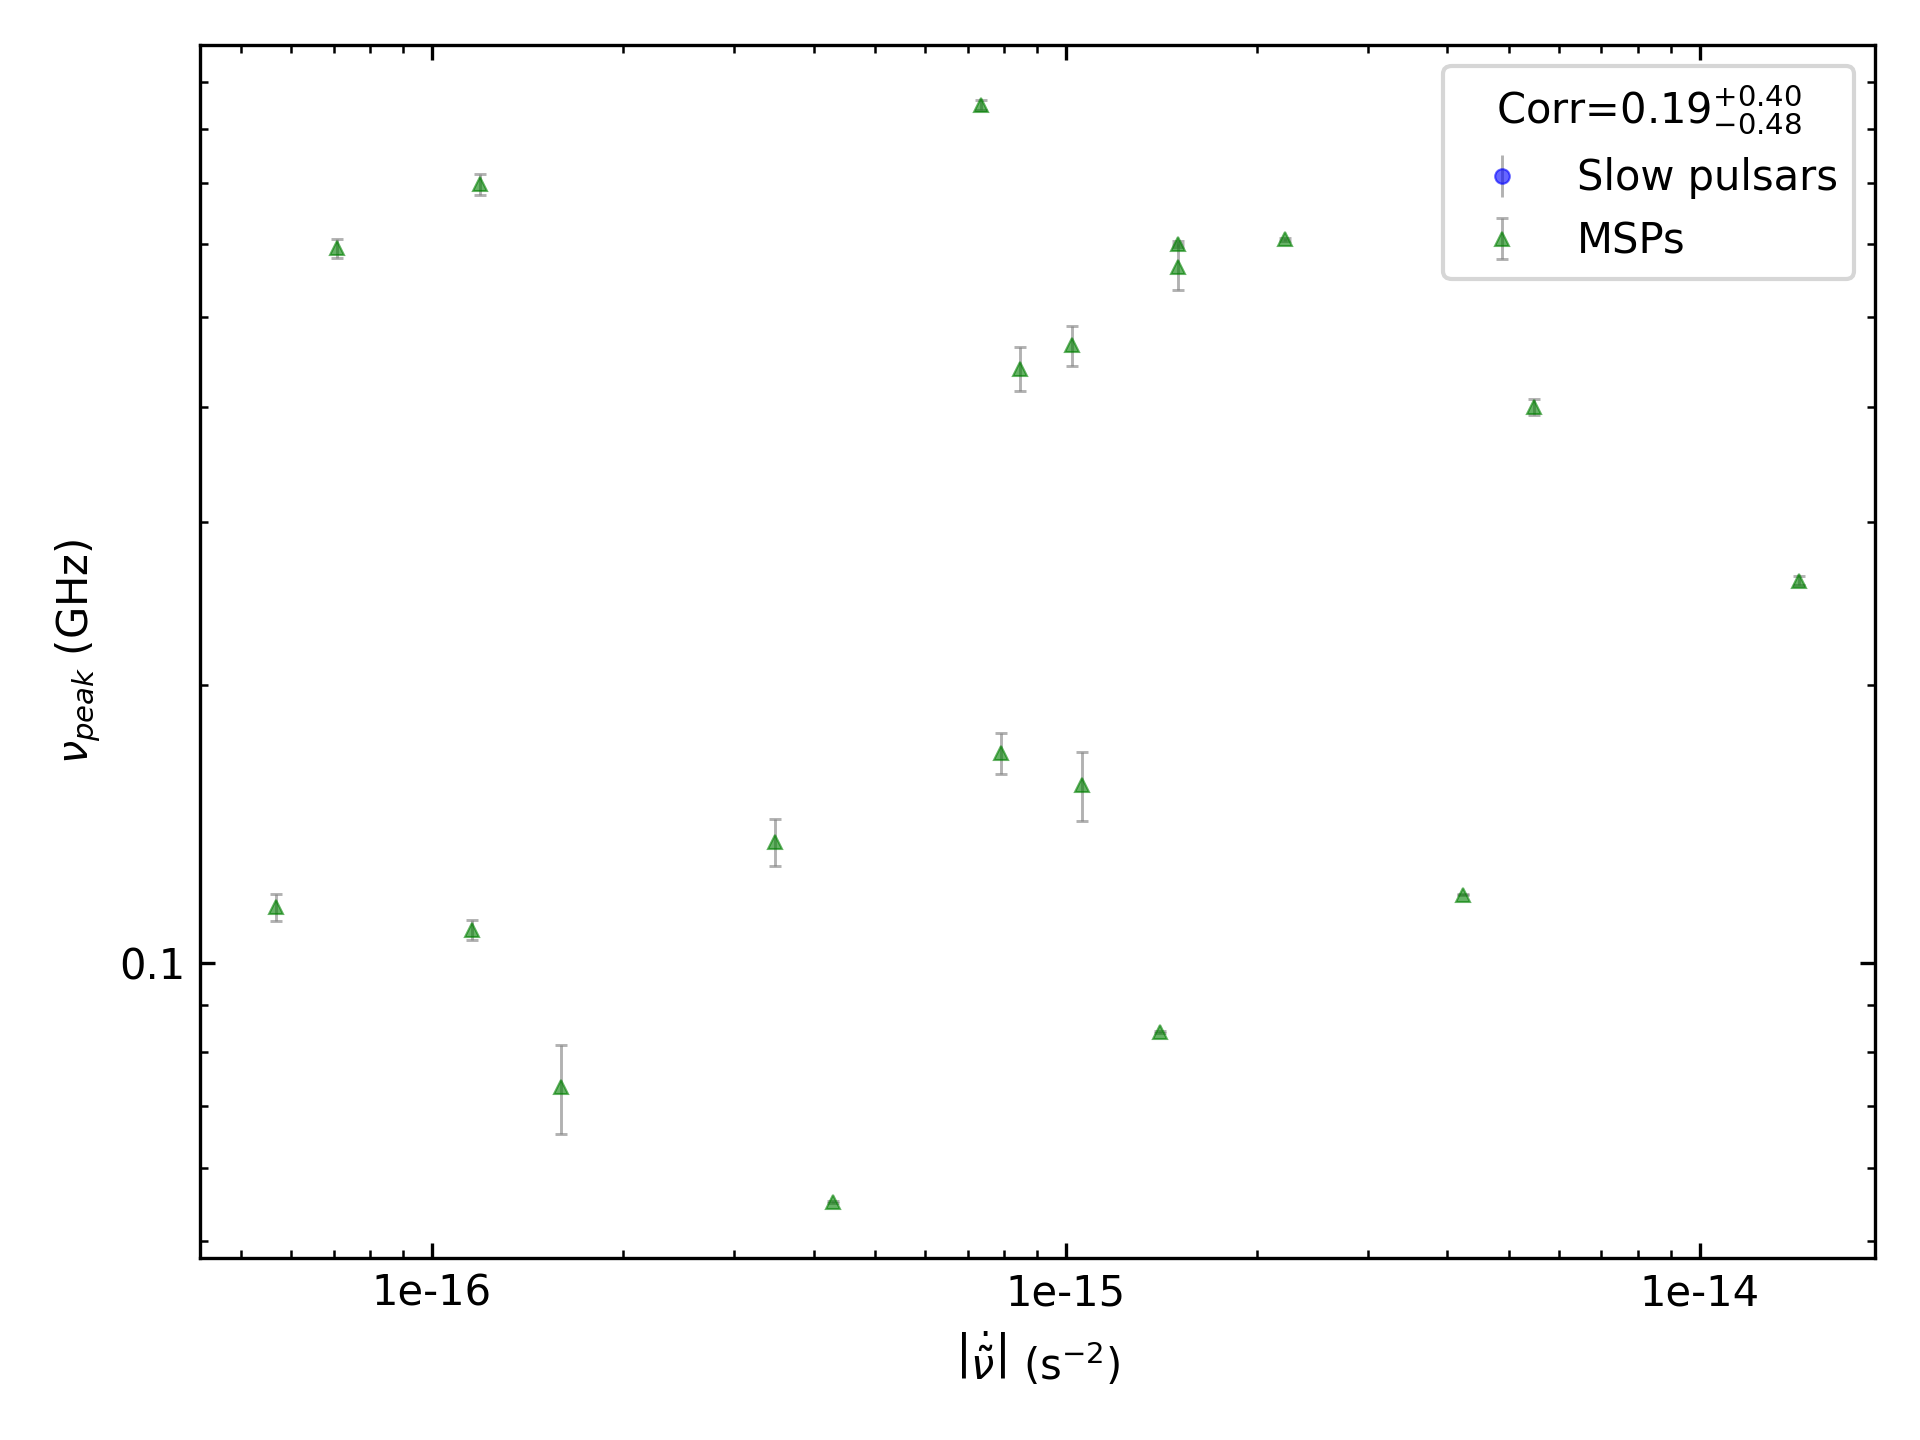 Corr=0.19+0.40−0.48
Slow pulsars
MSPs
ν_peak (GHz)
0.1
1e-16
1e-15
1e-14
|ν̃̇| (s⁻²)